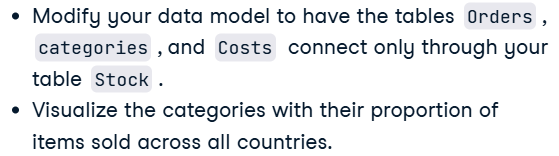 • Modify your data model to have the tables Orders ,
categories , and Costs connect only through your
table Stock .
• Visualize the categories with their proportion of
items sold across all countries.